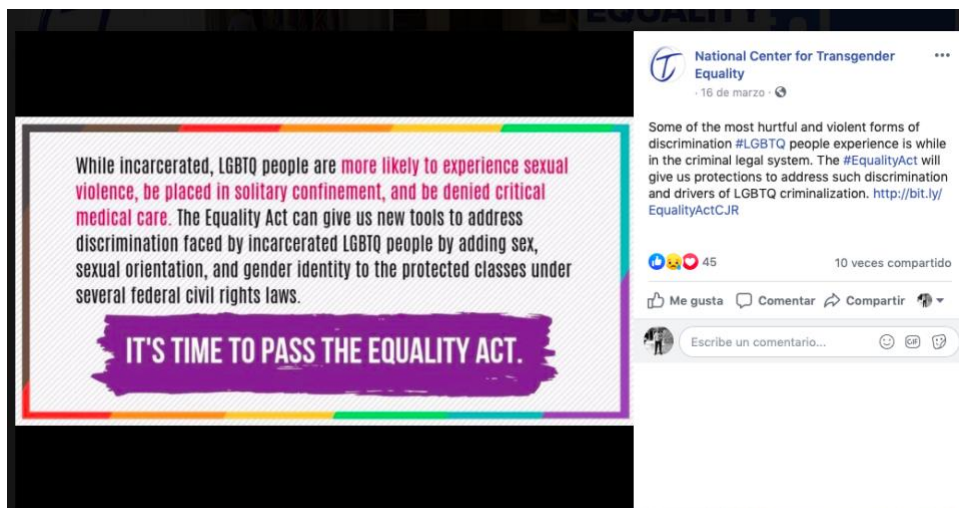 EQUALITY
While incarcerated, LGBTQ people are more likely to experience sexual
violence, be placed in solitary confinement, and be denied critical
medical care. The Equality Act can give us new tools to address
discrimination faced by incarcerated LGBTQ people by adding sex,
sexual orientation, and gender identity to the protected classes under
several federal civil rights laws.
IT'S TIME TO PASS THE EQUALITY ACT.
National Center for Transgender
Equality
· 16 de marzo ·
Some of the most hurtful and violent forms of
discrimination #LGBTQ people experience is while
in the criminal legal system. The #EqualityAct will
give us protections to address such discrimination
and drivers of LGBTQ criminalization. http://bit.ly/
EqualityActCJR
45
10 veces compartido
Me gusta Comentar Compartir
Escribe un comentario... GIF